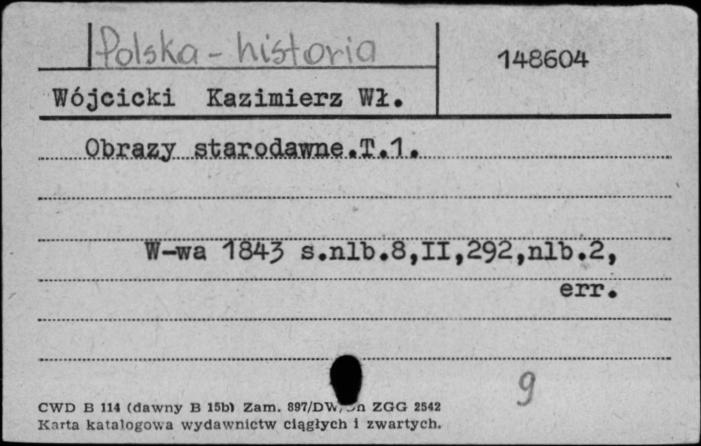 Polska - historia
148604
Wójcicki Kazimierz Wł.
Obrazy starodawne.T.1.
W-wa 1843 s.nlb.8,II,292,nlb.2,
err.
9
CWD B 114 (dawny B 15b) Zam. 897/DW, ZGG 2542
Karta katalogowa wydawnictw ciągłych i zwartych.